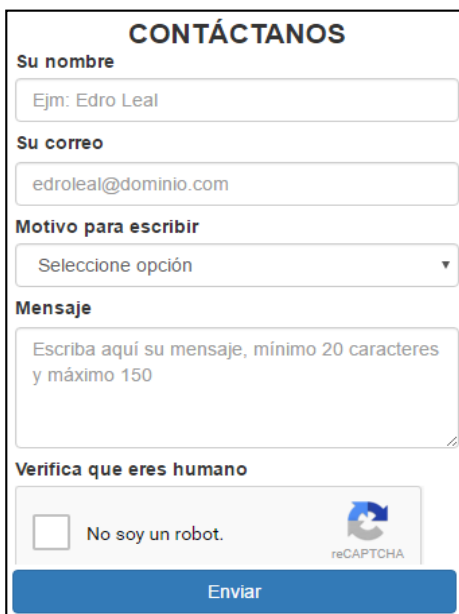 CONTÁCTANOS
Su nombre
Ejm: Edro Leal
Su correo
edroleal@dominio.com
Motivo para escribir
Seleccione opción
Mensaje
Escriba aquí su mensaje, mínimo 20 caracteres
y máximo 150
Verifica que eres humano
No soy un robot.
reCAPTCHA
Enviar